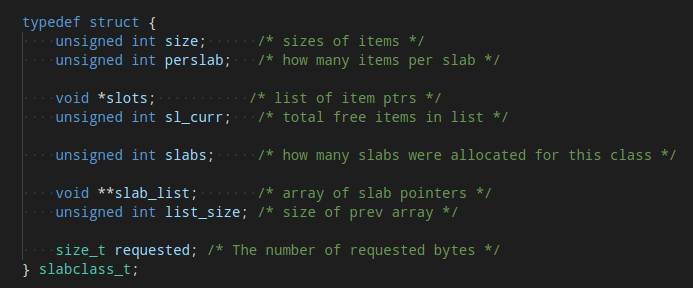 typedef struct {
    unsigned int size;      /* sizes of items */
    unsigned int perslab;   /* how many items per slab */
    void *slots;           /* list of item ptrs */
    unsigned int sl_curr;   /* total free items in list */
    unsigned int slabs;     /* how many slabs were allocated for this class */
    void **slab_list;       /* array of slab pointers */
    unsigned int list_size; /* size of prev array */
    size_t requested; /* The number of requested bytes */
} slabclass_t;